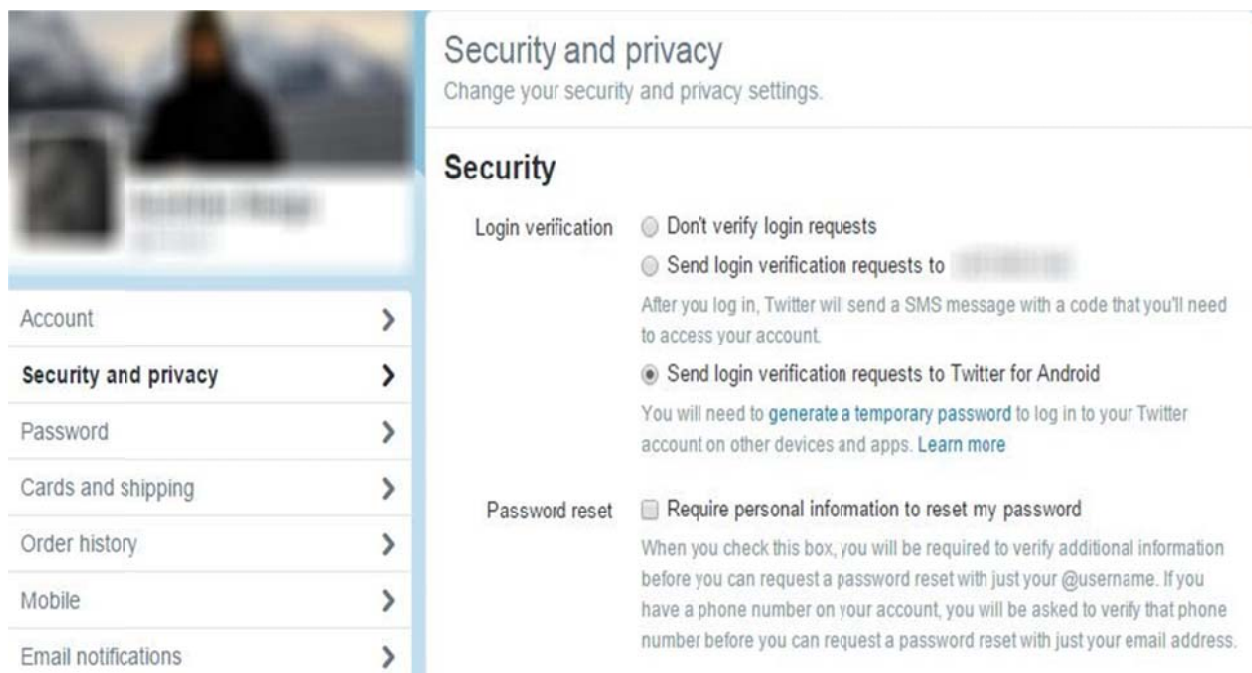 Account
Security and privacy
Password
Cards and shipping
Order history
Mobile
Email notifications
Security and privacy
Change your security and privacy settings.
Security
Login verification
Don't verify login requests
Send login verification requests to
After you log in, Twitter will send a SMS message with a code that you'll need
to access your account.
Send login verification requests to Twitter for Android
You will need to generate a temporary password to log in to your Twitter
account on other devices and apps. Learn more
Password reset
Require personal information to reset my password
When you check this box, you will be required to verify additional information
before you can request a password reset with just your @username. If you
have a phone number on your account, you will be asked to verify that phone
number before you can request a password reset with just your email address.